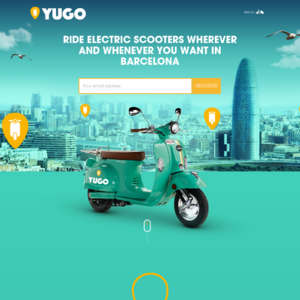 YUGO
RIDE ELECTRIC SCOOTERS WHEREVER
AND WHENEVER YOU WANT IN
BARCELONA
Your email address
REGISTER
YUGO